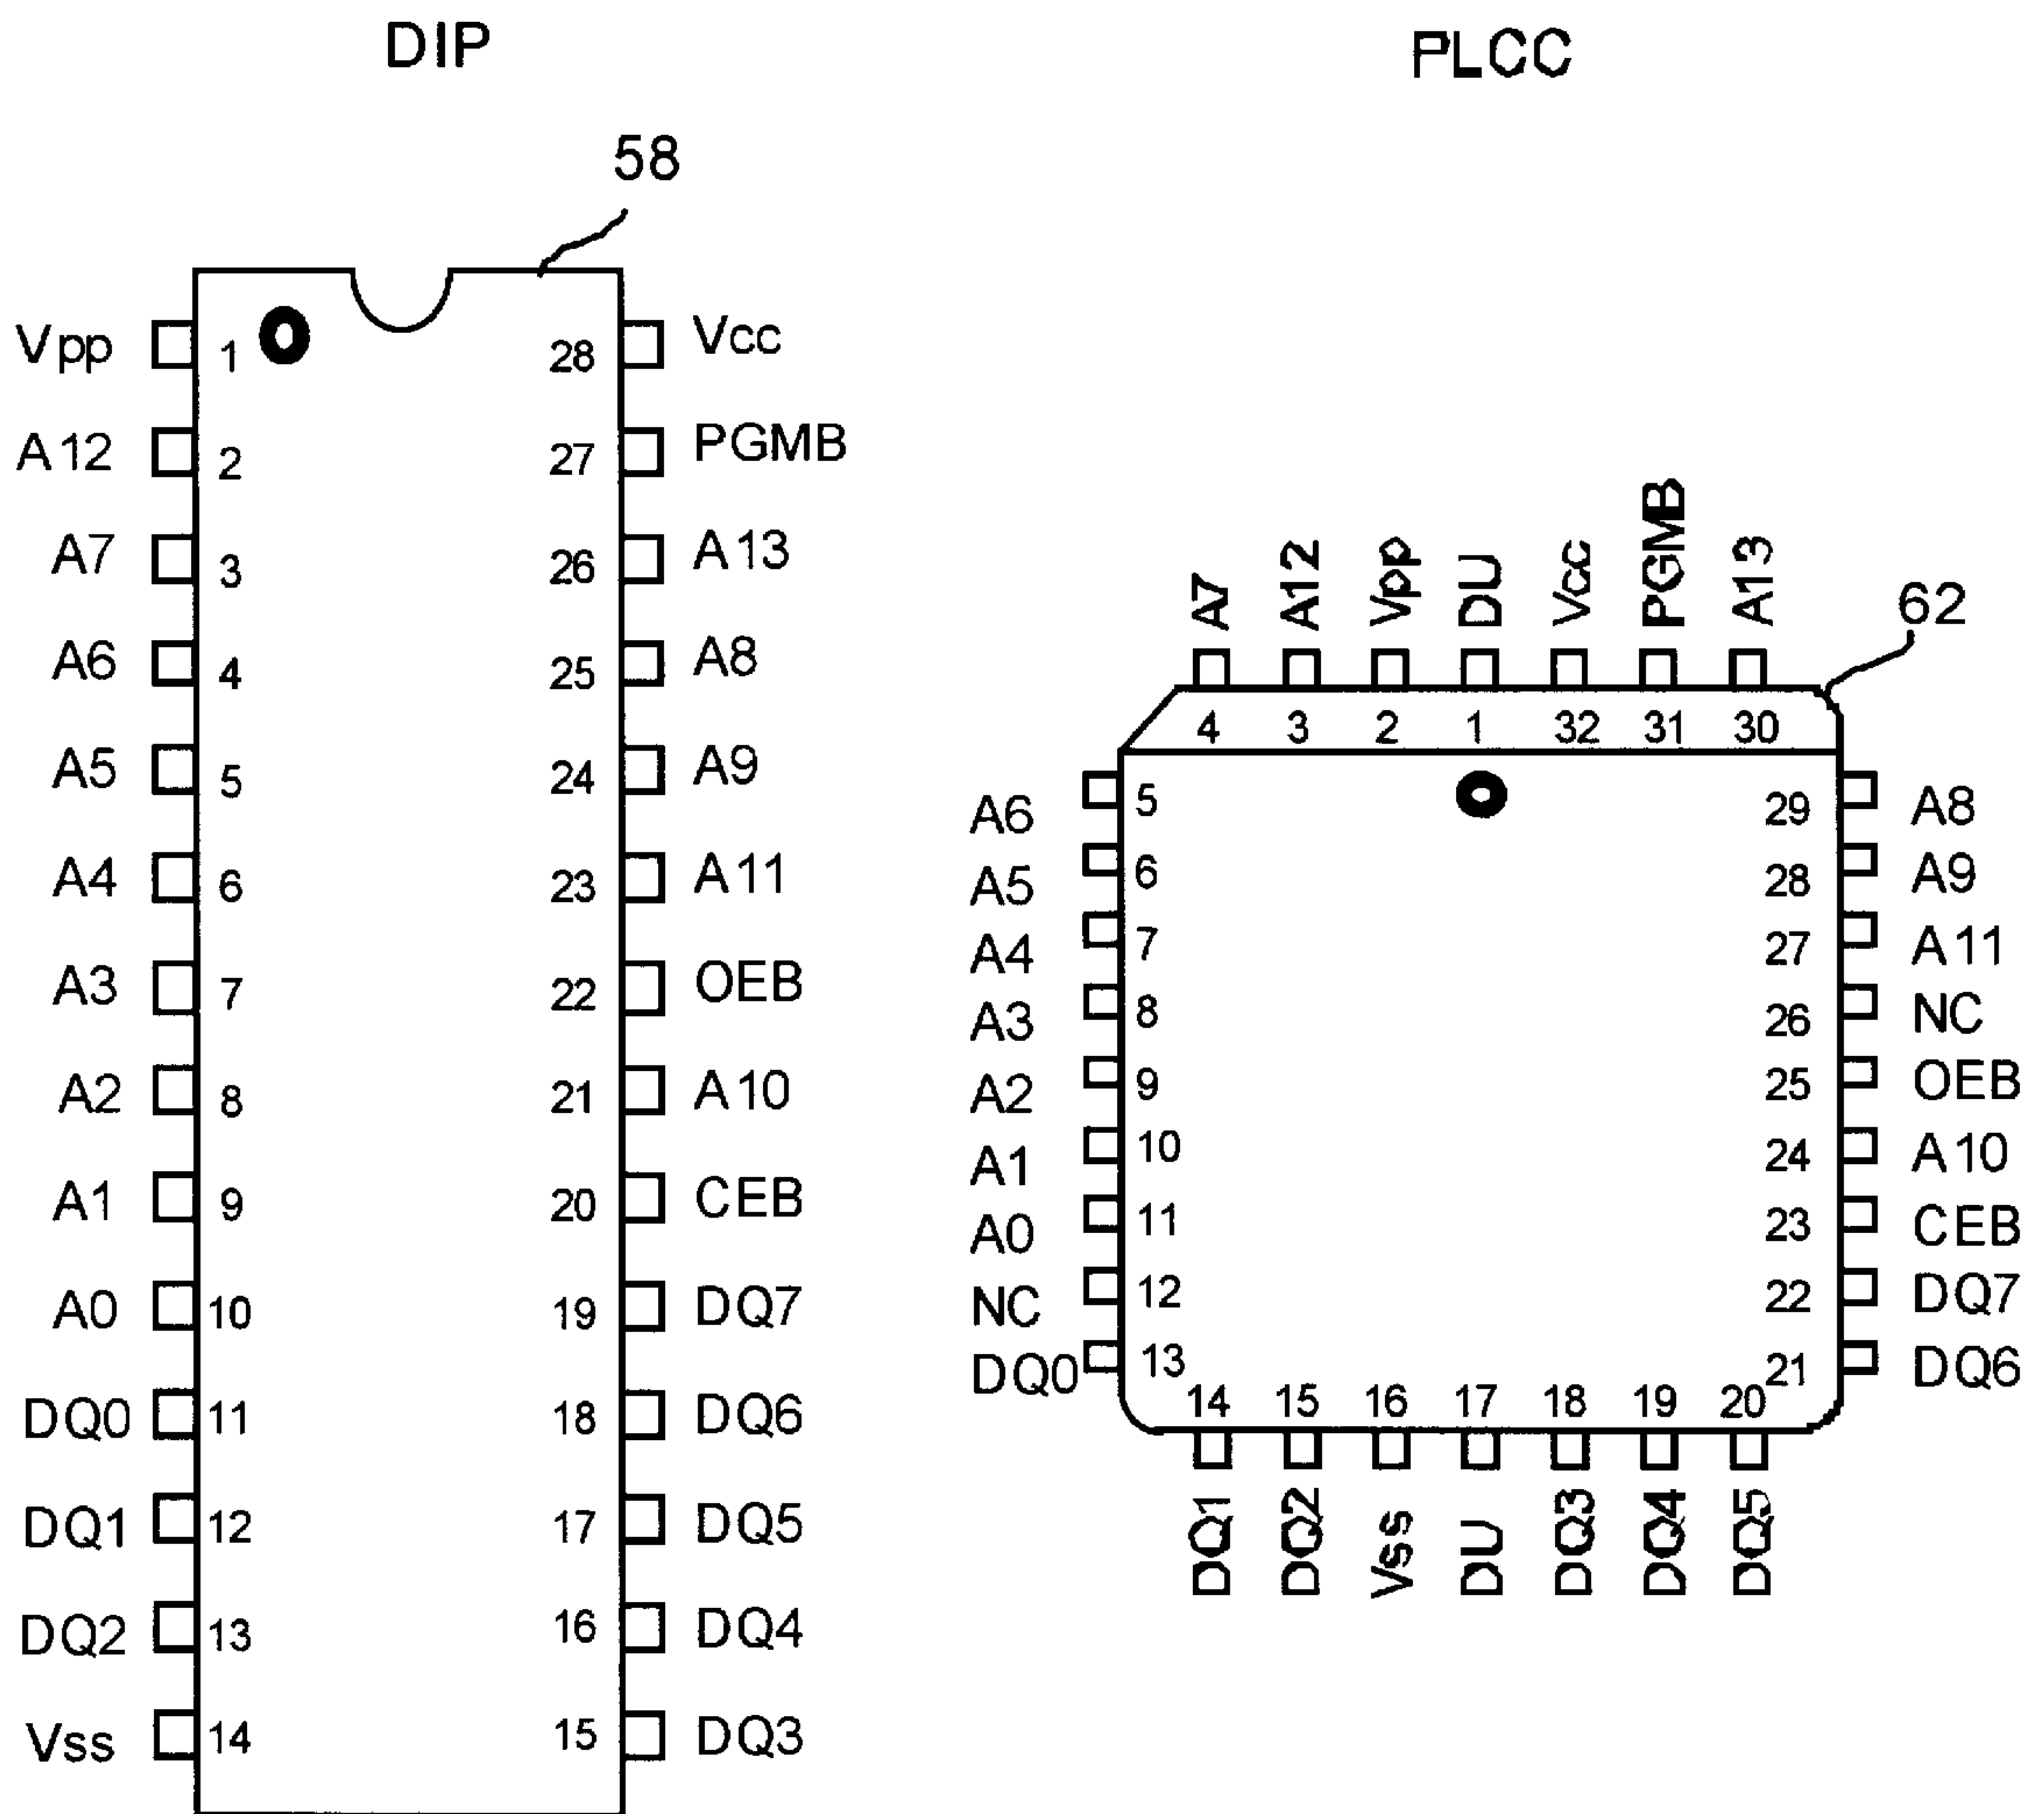 DIP
58
Vpp 1 28 Vcc
A12 2 27 PGMB
A7 3 26 A13
A6 4 25 A8
A5 5 24 A9
A4 6 23 A11
A3 7 22 OEB
A2 8 21 A10
A1 9 20 CEB
A0 10 19 DQ7
DQ0 11 18 DQ6
DQ1 12 17 DQ5
DQ2 13 16 DQ4
Vss 14 15 DQ3
PLCC
62
A7 A12 Vpp DU Vcc PGMB A13
4 3 2 1 32 31 30
A6 5 29 A8
A5 6 28 A9
A4 7 27 A11
A3 8 26 NC
A2 9 25 OEB
A1 10 24 A10
A0 11 23 CEB
NC 12 22 DQ7
DQ0 13 21 DQ6
14 15 16 17 18 19 20
DQ1 DQ2 Vss DU DQ3 DQ4 DQ5